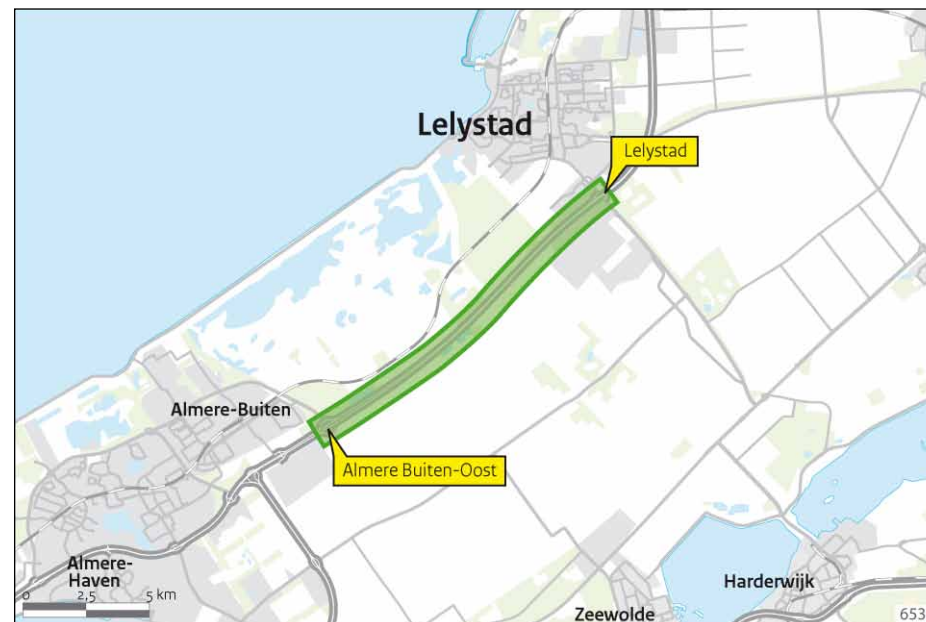 Lelystad
Lelystad
Almere-Buiten
Almere Buiten-Oost
Almere-
Haven
0 2,5 5 km
Harderwijk
Zeewolde
653